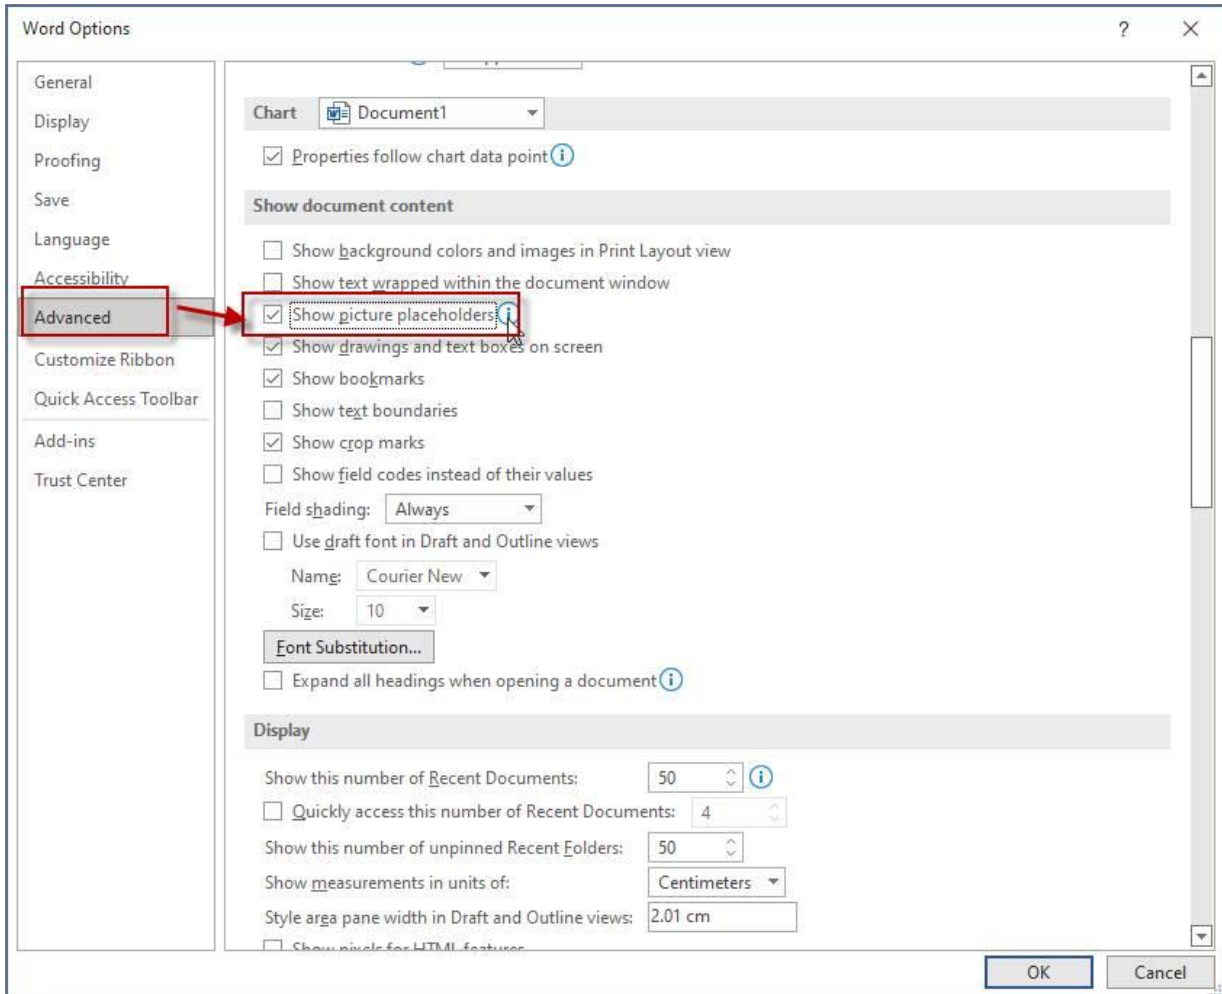 Word Options
?
General
Display
Proofing
Save
Language
Accessibility
Advanced
Customize Ribbon
Quick Access Toolbar
Add-ins
Trust Center
Chart Document1
Properties follow chart data point
Show document content
Show background colors and images in Print Layout view
Show text wrapped within the document window
Show picture placeholders
Show drawings and text boxes on screen
Show bookmarks
Show text boundaries
Show crop marks
Show field codes instead of their values
Field shading: Always
Use draft font in Draft and Outline views
Name: Courier New
Size: 10
Font Substitution...
Expand all headings when opening a document
Display
Show this number of Recent Documents: 50
Quickly access this number of Recent Documents: 4
Show this number of unpinned Recent Folders: 50
Show measurements in units of: Centimeters
Style area pane width in Draft and Outline views: 2.01 cm
Show pixels for HTML features
OK Cancel